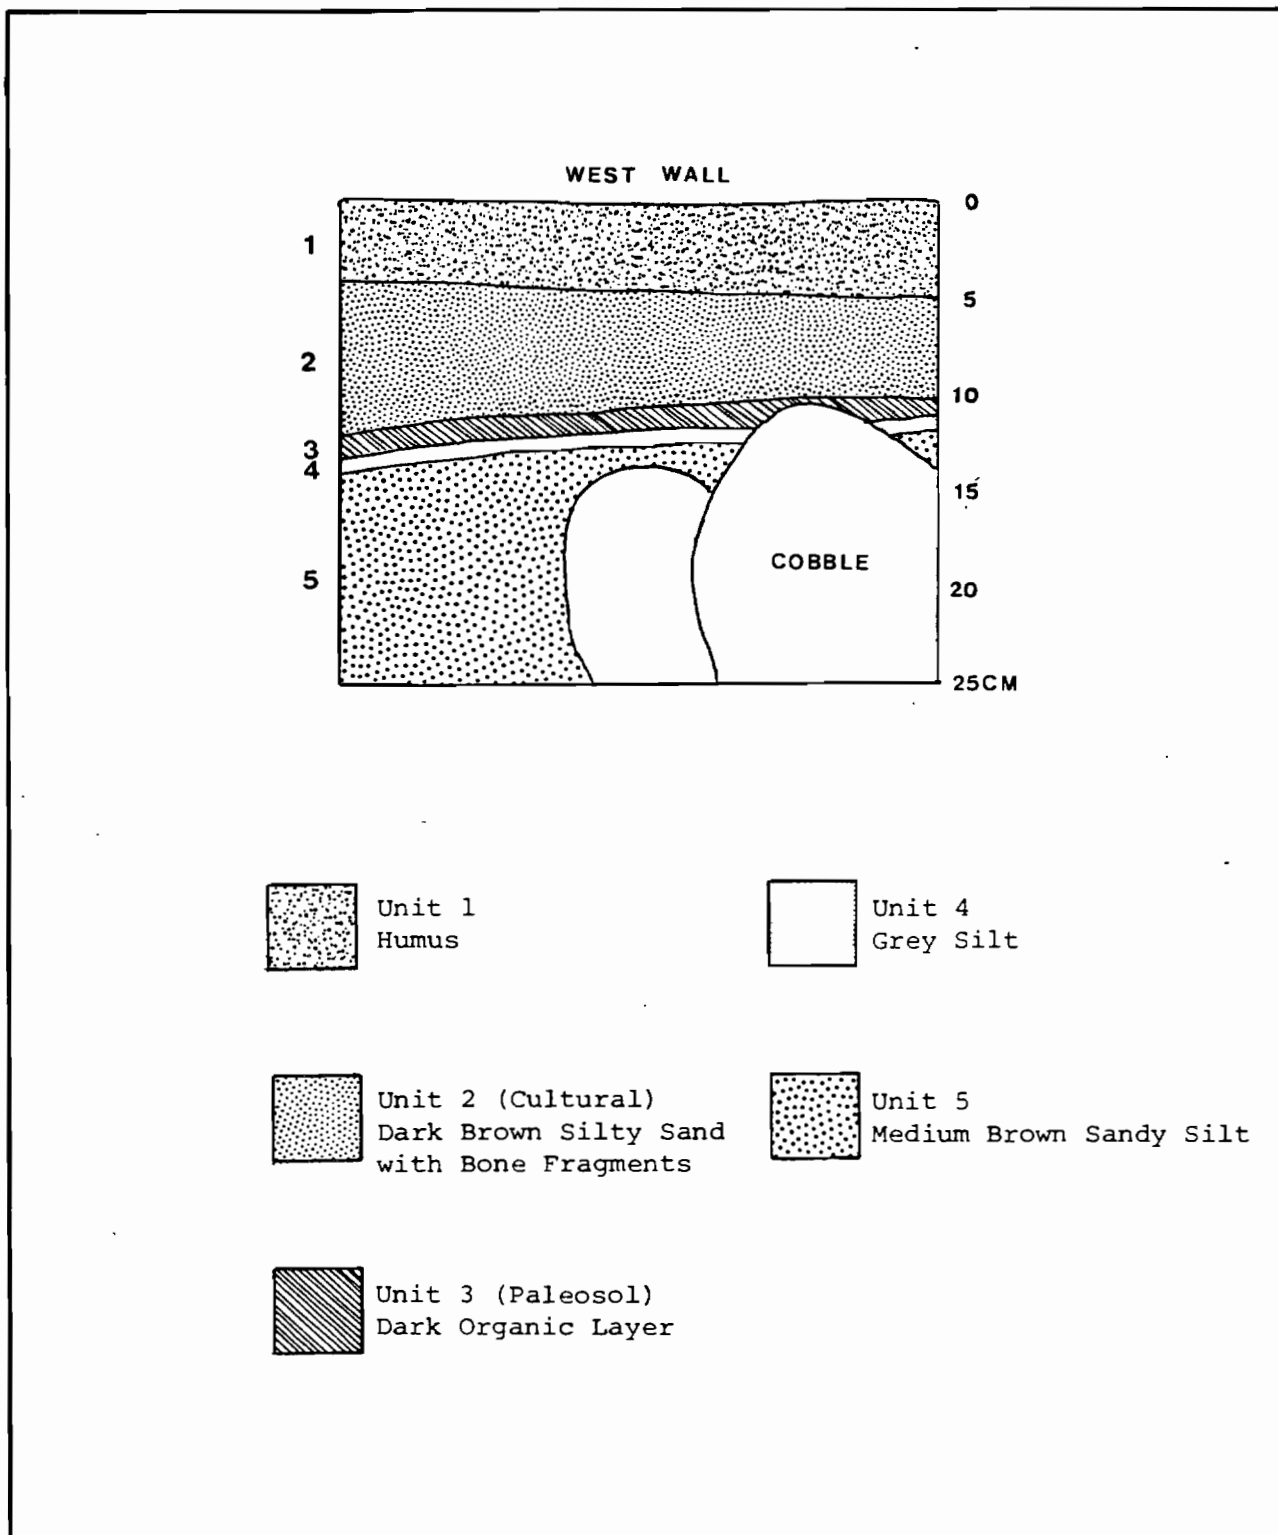 WEST WALL
0
1
5
2
10
3
4
15
COBBLE
5
20
25CM
Unit 1
Humus
Unit 4
Grey Silt
Unit 2 (Cultural)
Dark Brown Silty Sand
with Bone Fragments
Unit 5
Medium Brown Sandy Silt
Unit 3 (Paleosol)
Dark Organic Layer